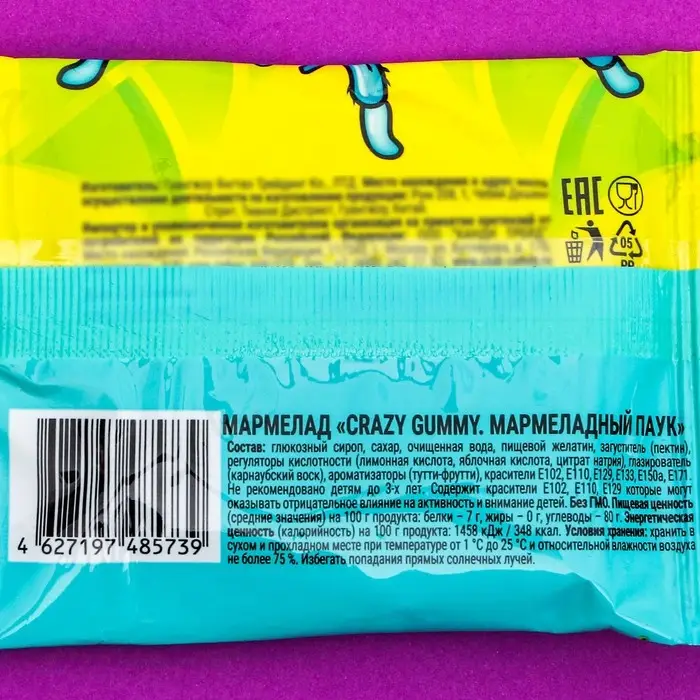 EAC
05
PP
МАРМЕЛАД «CRAZY GUMMY. МАРМЕЛАДНЫЙ ПАУК»
Состав: глюкозный сироп, сахар, очищенная вода, пищевой желатин, загуститель (пектин),
регуляторы кислотности (лимонная кислота, яблочная кислота, цитрат натрия), глазирователь
(карнаубский воск), ароматизаторы (тутти-фрутти), красители Е102, Е110, Е129, Е133, Е150а, Е171.
Не рекомендовано детям до 3-х лет. Содержит красители Е102, Е110, Е129 которые могут
оказывать отрицательное влияние на активность и внимание детей. Без ГМО. Пищевая ценность
(средние значения) на 100 г продукта: белки – 7 г, жиры – 0 г, углеводы – 80 г. Энергетическая
ценность (калорийность) на 100 г продукта: 1458 кДж / 348 ккал. Условия хранения: хранить в
сухом и прохладном месте при температуре от 1 °С до 25 °С и относительной влажности воздуха
не более 75 %. Избегать попадания прямых солнечных лучей.
4 627197 485739